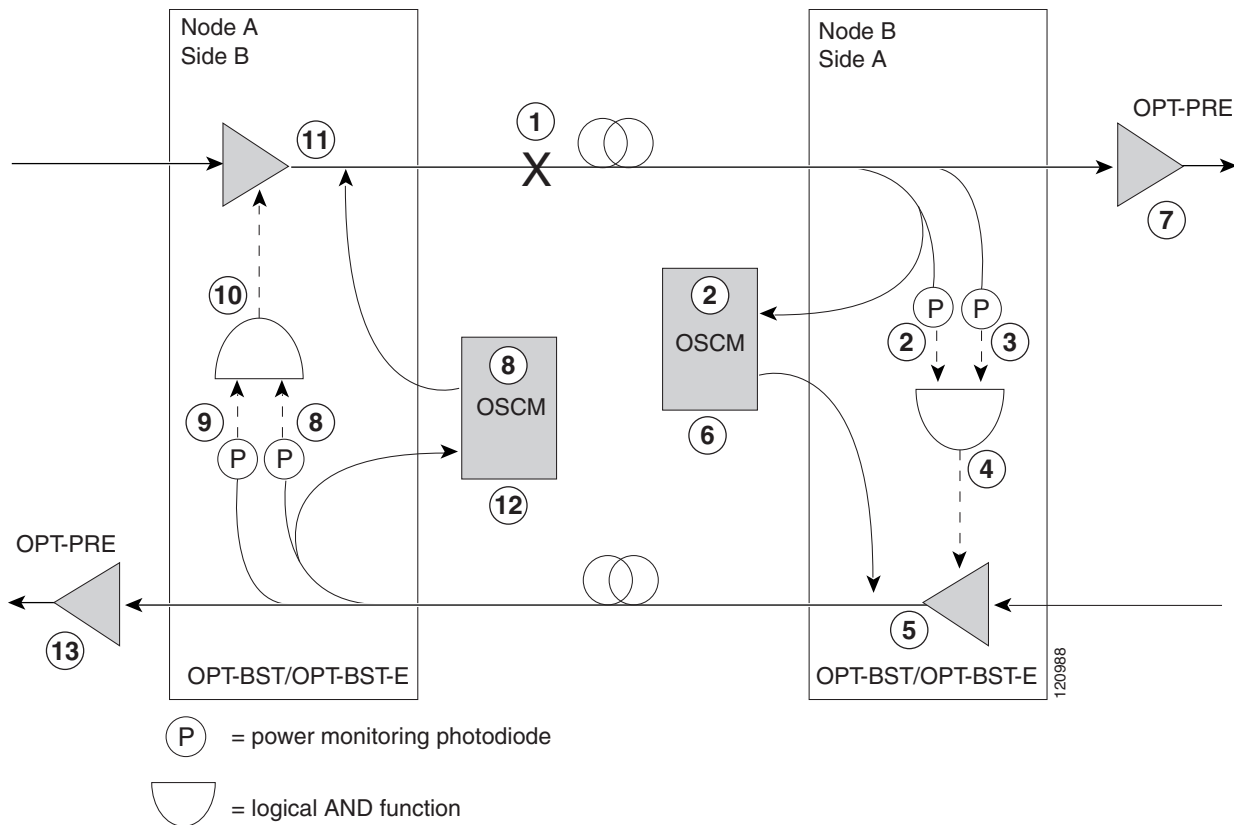 Node A
Side B
Node B
Side A
OPT-PRE
1
11
7
10
2
OSCM
P
P
2
3
8
OSCM
9
8
6
P
P
4
12
OPT-PRE
13
5
OPT-BST/OPT-BST-E
OPT-BST/OPT-BST-E
120988
P = power monitoring photodiode
= logical AND function
X